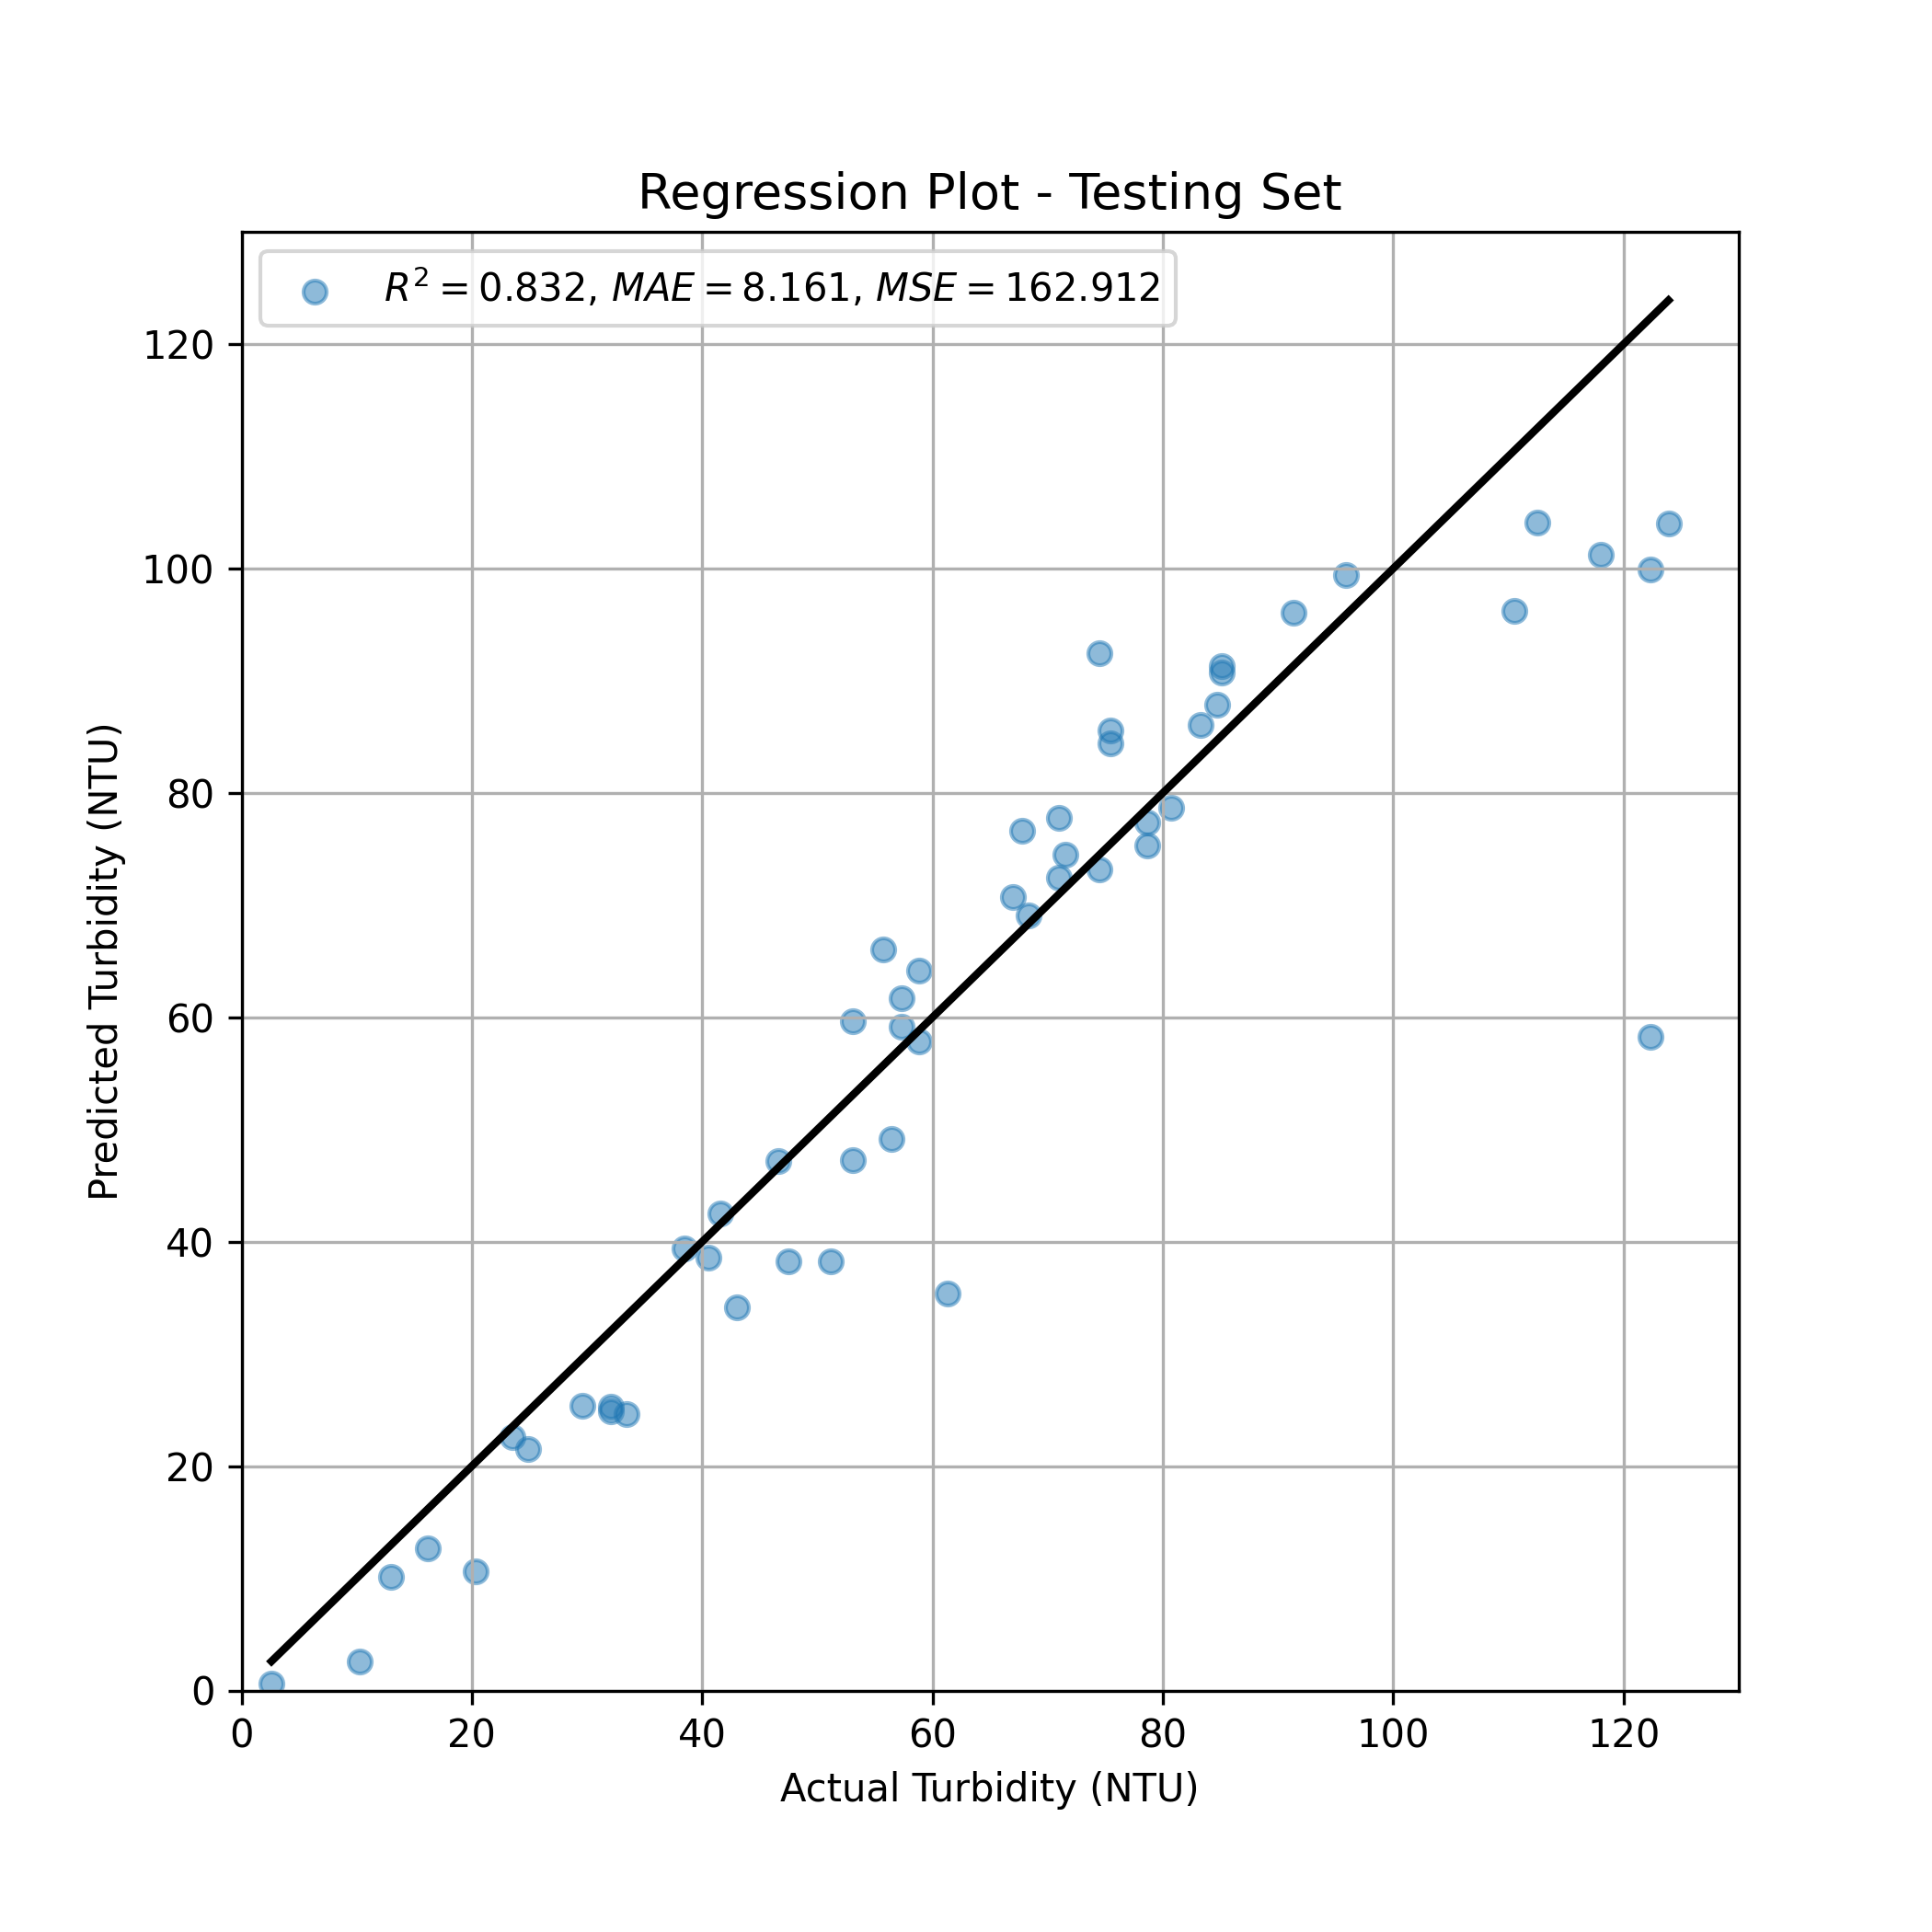 Regression Plot - Testing Set
R² = 0.832, MAE = 8.161, MSE = 162.912
120
100
80
60
40
20
0
Predicted Turbidity (NTU)
0 20 40 60 80 100 120
Actual Turbidity (NTU)